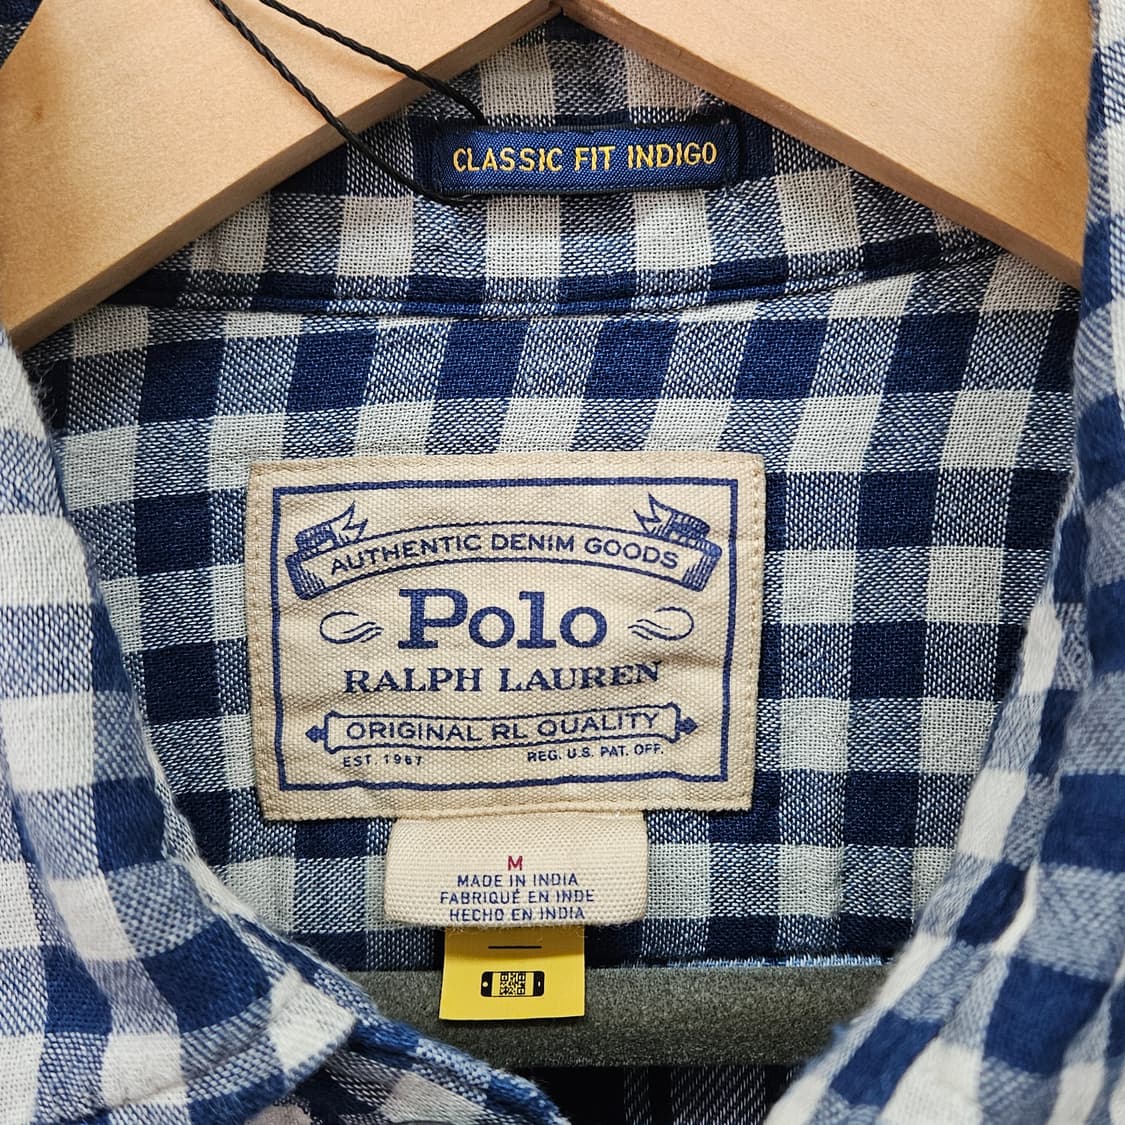 CLASSIC FIT INDIGO
AUTHENTIC DENIM GOODS
Polo
RALPH LAUREN
ORIGINAL RL QUALITY
EST. 1967 REG. U.S. PAT. OFF.
M
MADE IN INDIA
FABRIQUÉ EN INDE
HECHO EN INDIA